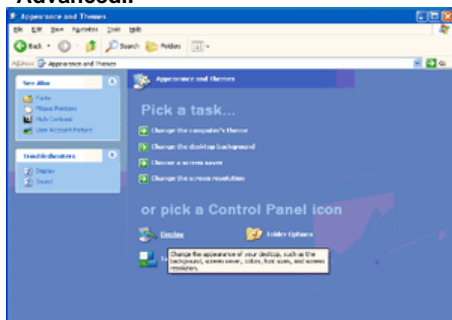 Appearance and Themes
File Edit View Favorites Tools Help
Back Search Folders
Address Appearance and Themes Go
See Also
Fonts
Mouse Pointers
High Contrast
User Account Picture
Troubleshooters
Display
Sound
Appearance and Themes
Pick a task...
Change the computer's theme
Change the desktop background
Choose a screen saver
Change the screen resolution
or pick a Control Panel icon
Display Folder Options
Change the appearance of your desktop, such as the
background, screen saver, colors, font sizes, and screen
resolution.